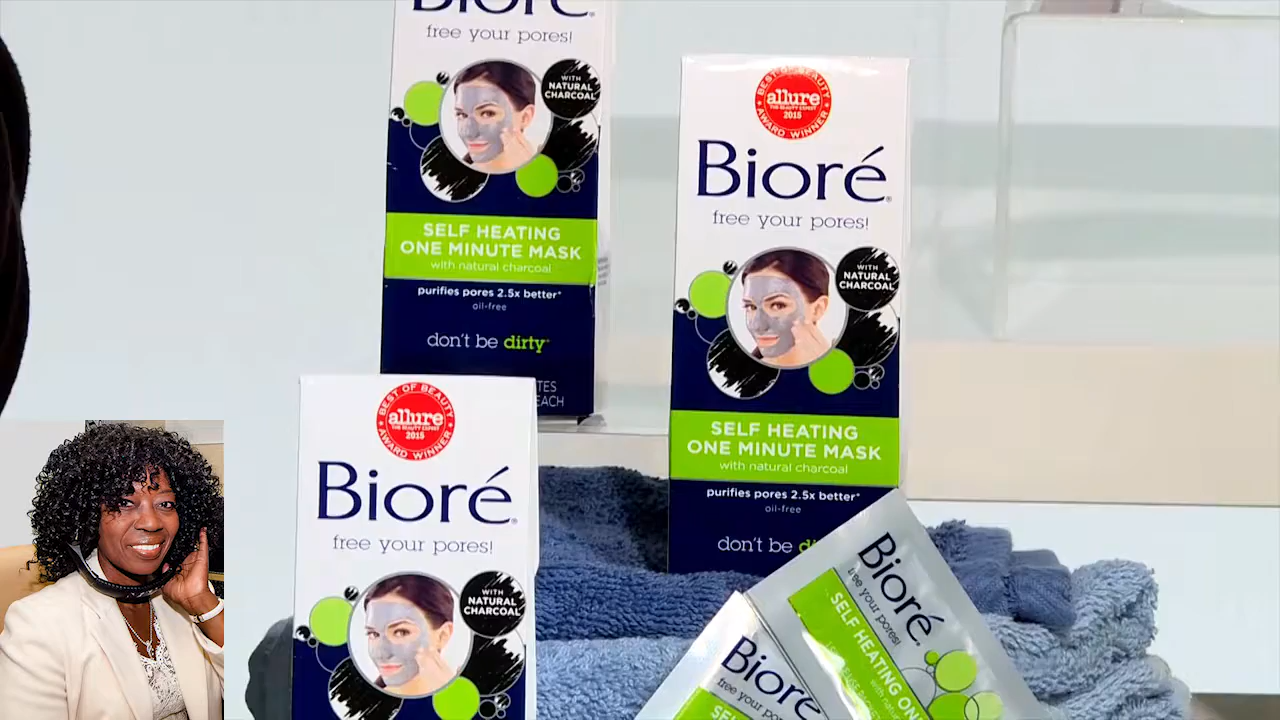 Bioré
free your pores!
WITH
NATURAL
CHARCOAL
SELF HEATING
ONE MINUTE MASK
with natural charcoal
purifies pores 2.5x better*
oil-free
don't be dirty™
EACH
BEST OF BEAUTY
allure
THE BEAUTY EXPERT
2015
AWARD WINNER
Bioré
free your pores!
WITH
NATURAL
CHARCOAL
SELF HEATING
ONE MINUTE MASK
with natural charcoal
purifies pores 2.5x better*
oil-free
don't be
BEST OF BEAUTY
allure
THE BEAUTY EXPERT
2015
AWARD WINNER
Bioré
free your pores!
WITH
NATURAL
CHARCOAL
Bioré
free your pores!
SELF HEATING
Bioré
free your